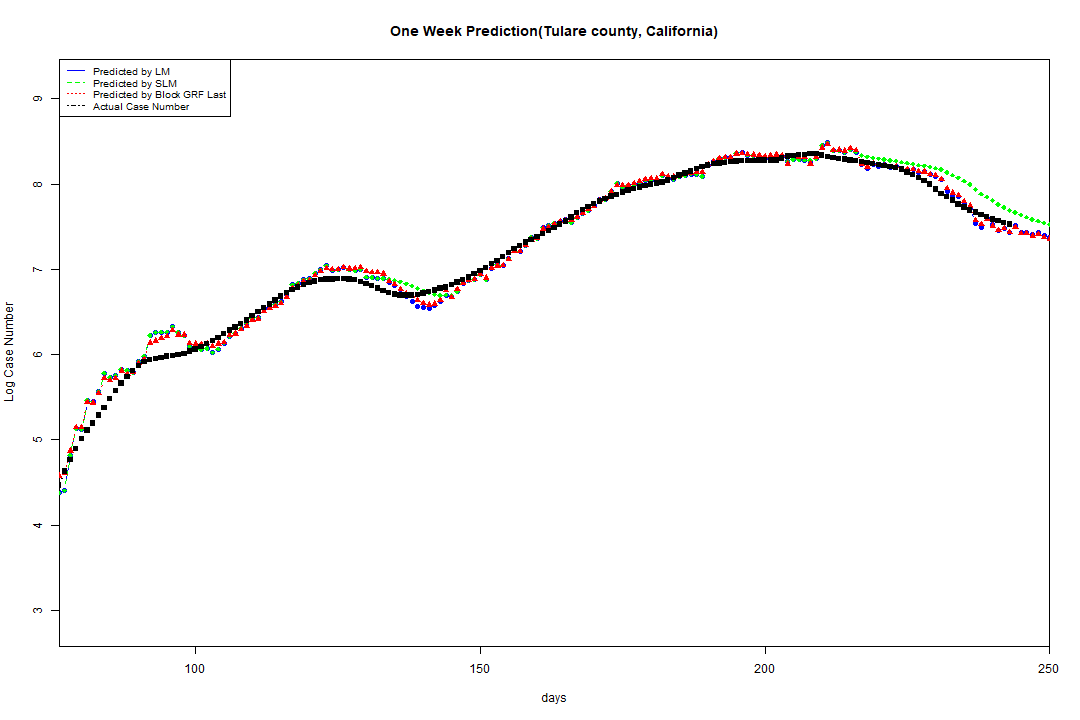 One Week Prediction(Tulare county, California)
Predicted by LM
Predicted by SLM
Predicted by Block GRF Last
Actual Case Number
9
8
7
6
5
4
3
Log Case Number
100 150 200 250
days